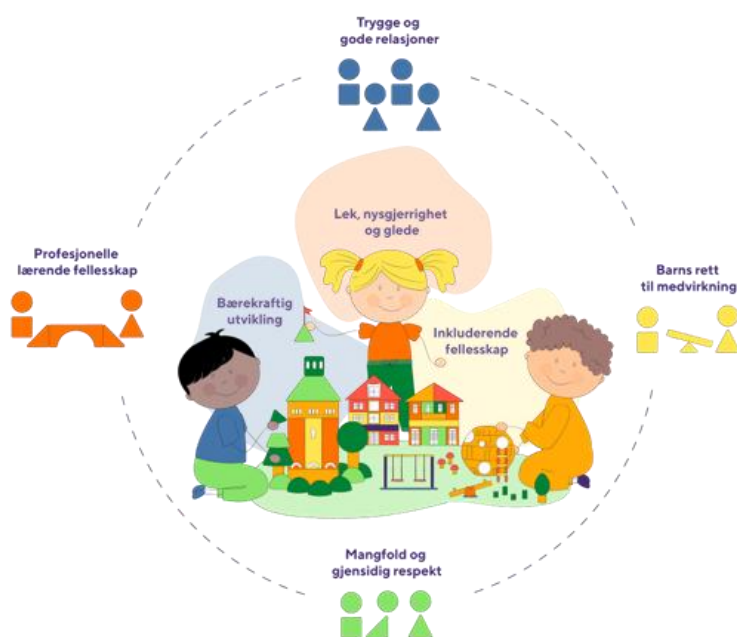 Trygge og
gode relasjoner
Lek, nysgjerrighet
og glede
Profesjonelle
lærende fellesskap
Barns rett
til medvirkning
Bærekraftig
utvikling
Inkluderende
fellesskap
Mangfold og
gjensidig respekt